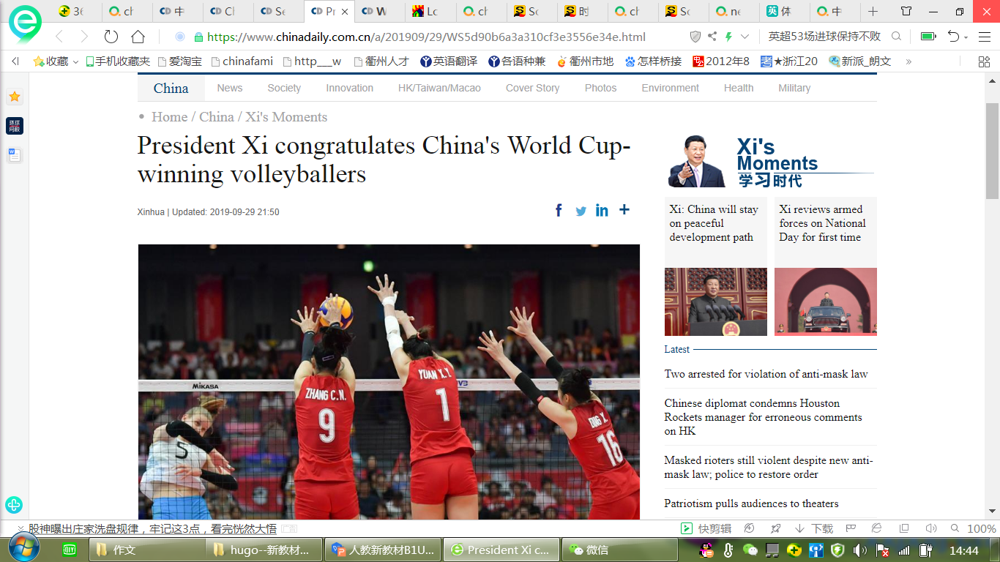 36
ch
中
Cl
Se
Pr
W
Lo
ch
Sc
时
ch
Sc
ne
体
中
https://www.chinadaily.com.cn/a/201909/29/WS5d90b6a3a310cf3e3556e34e.html
英超53场进球保持不败
收藏
手机收藏夹
爱淘宝
chinafami
http___w
衢州人才
英语翻译
各语种兼
衢州市地
怎样桥接
2012年8
★浙江20
新派_朗文
China
News
Society
Innovation
HK/Taiwan/Macao
Cover Story
Photos
Environment
Health
Military
• Home / China / Xi's Moments
President Xi congratulates China's World Cup-
winning volleyballers
Xinhua | Updated: 2019-09-29 21:50
MIKASA
ZHANG C.N.
9
YUAN X.Y.
1
DING X.
16
5
Xi's
Moments
学习时代
Xi: China will stay
on peaceful
development path
Xi reviews armed
forces on National
Day for first time
Latest
Two arrested for violation of anti-mask law
Chinese diplomat condemns Houston
Rockets manager for erroneous comments
on HK
Masked rioters still violent despite new anti-
mask law; police to restore order
Patriotism pulls audiences to theaters
股神曝出庄家洗盘规律，牢记这3点，看完恍然大悟
广告
快剪辑
下载
100%
作文
hugo--新教材...
人教新教材B1U...
President Xi c...
微信
14:44